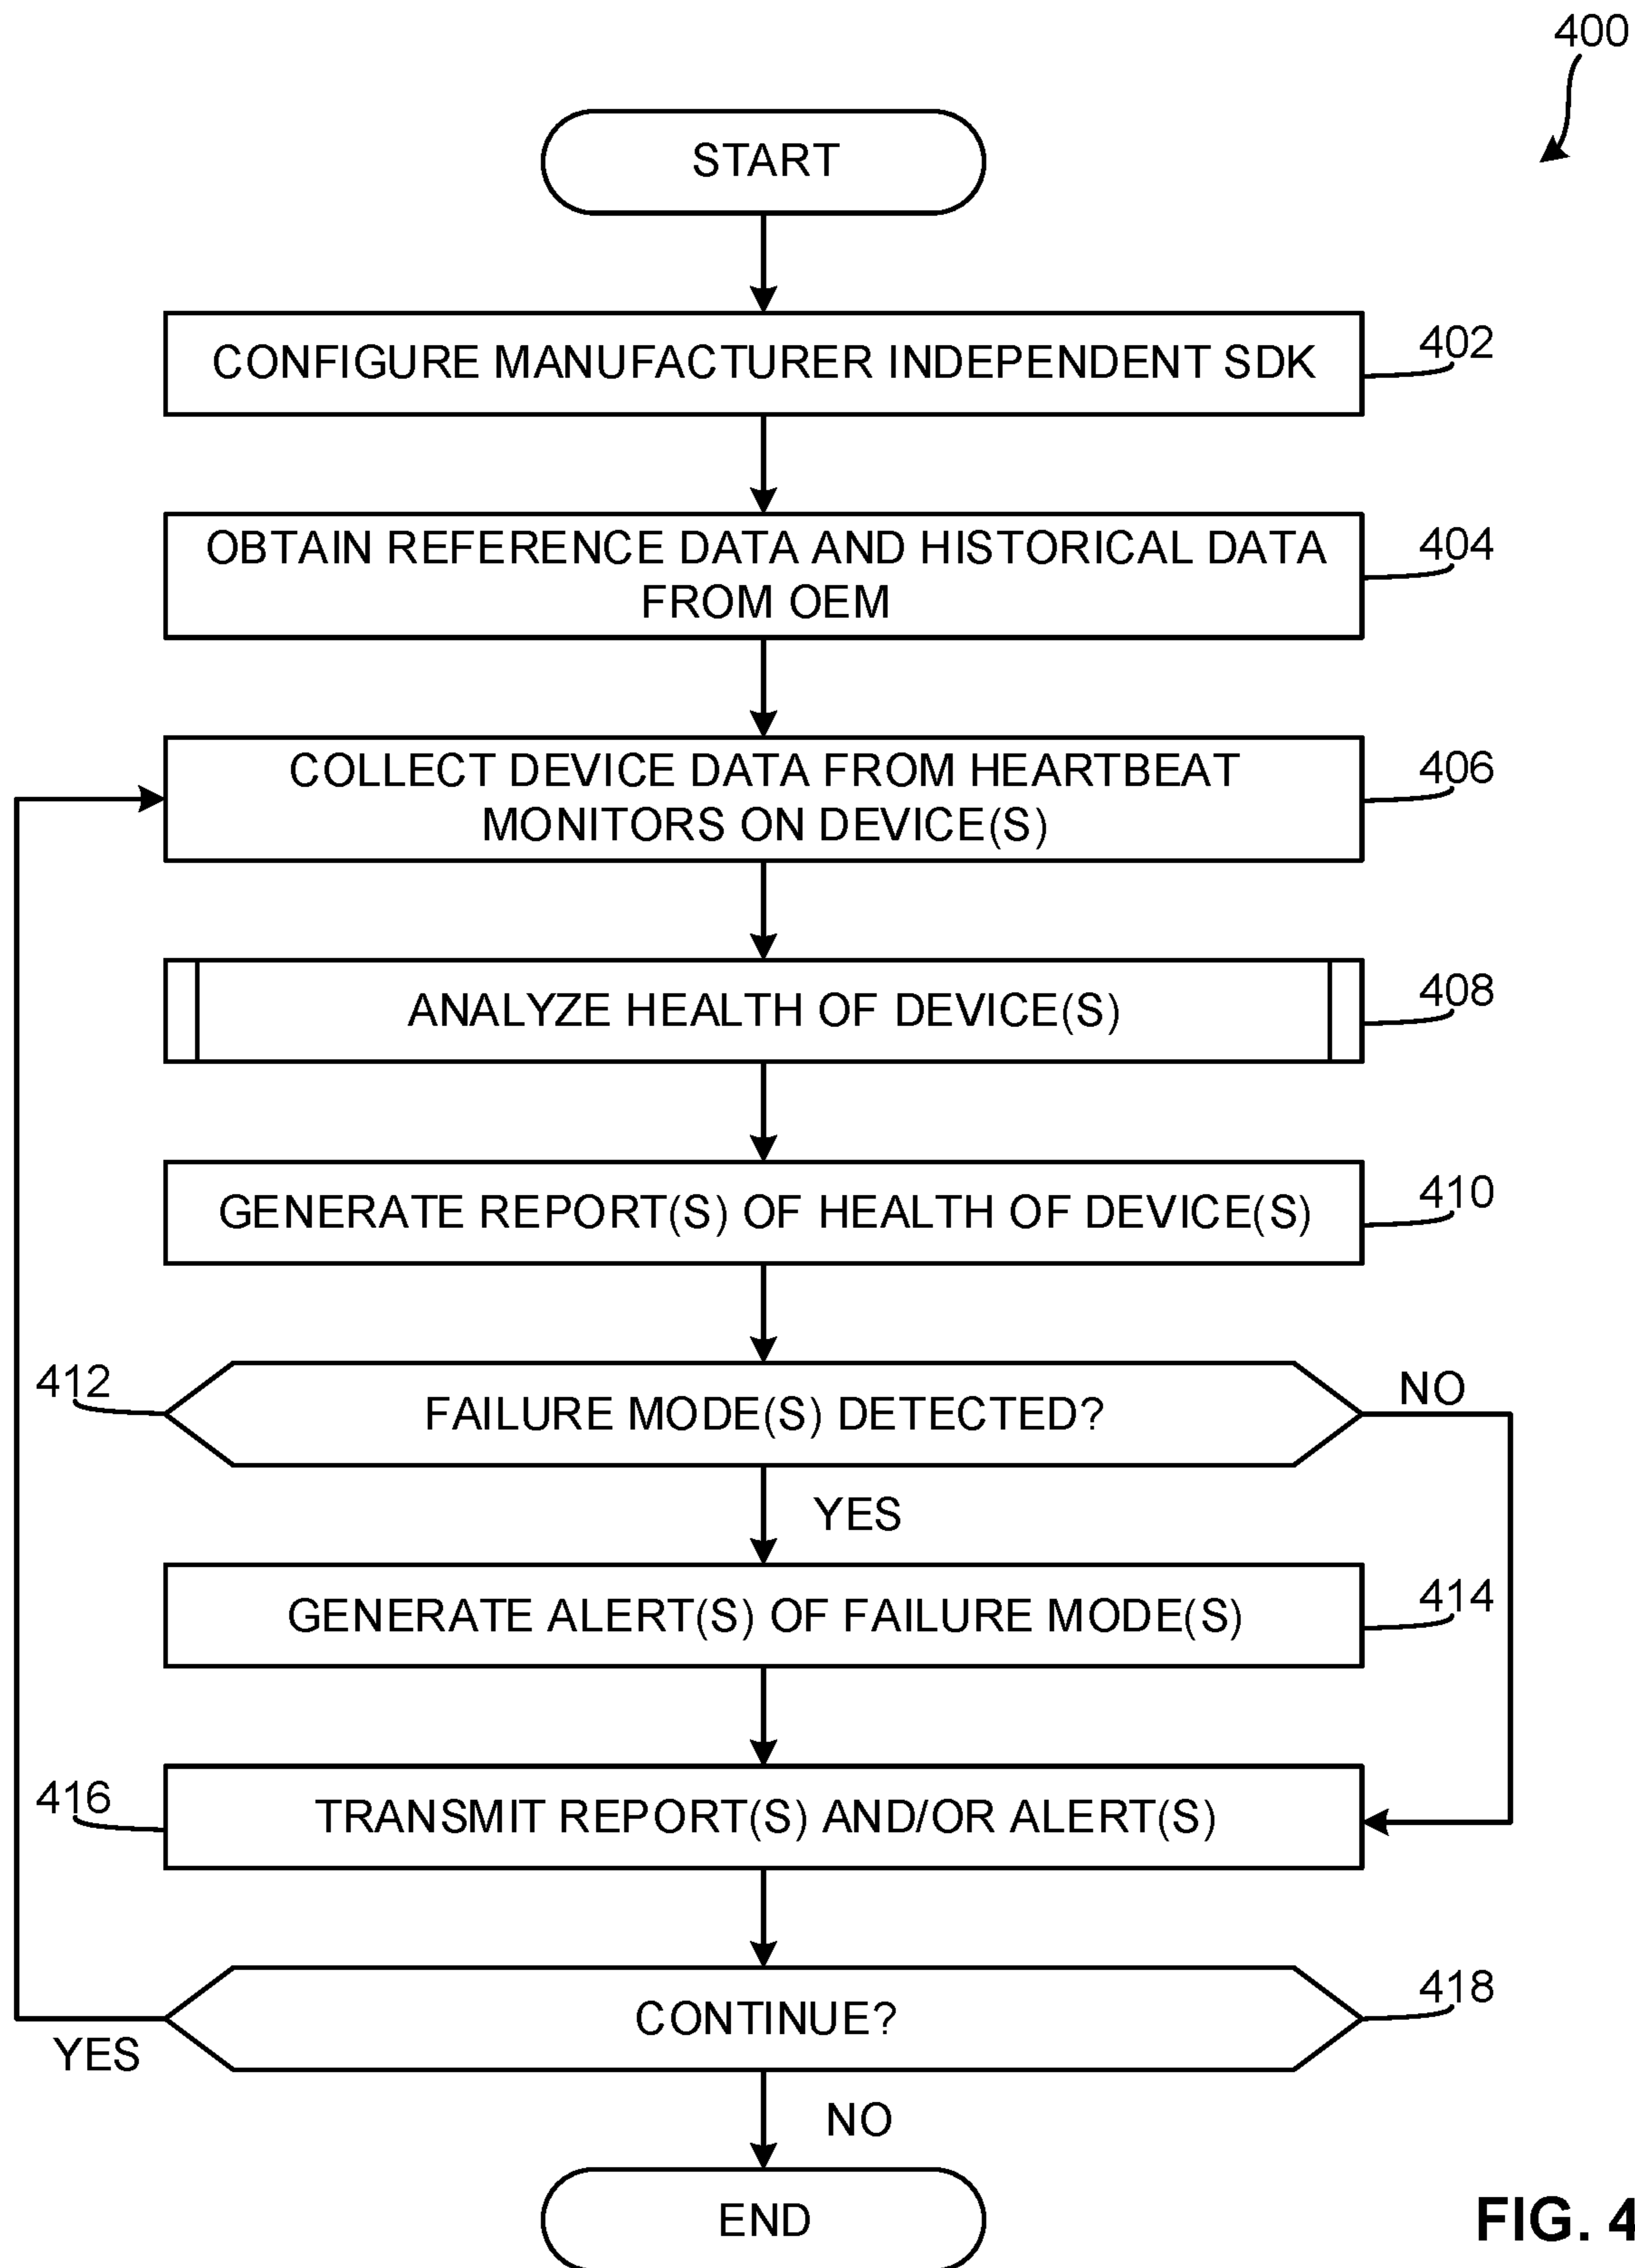 400
START
CONFIGURE MANUFACTURER INDEPENDENT SDK
402
OBTAIN REFERENCE DATA AND HISTORICAL DATA
FROM OEM
404
COLLECT DEVICE DATA FROM HEARTBEAT
MONITORS ON DEVICE(S)
406
ANALYZE HEALTH OF DEVICE(S)
408
GENERATE REPORT(S) OF HEALTH OF DEVICE(S)
410
412
FAILURE MODE(S) DETECTED?
NO
YES
GENERATE ALERT(S) OF FAILURE MODE(S)
414
416
TRANSMIT REPORT(S) AND/OR ALERT(S)
CONTINUE?
418
YES
NO
END
FIG. 4